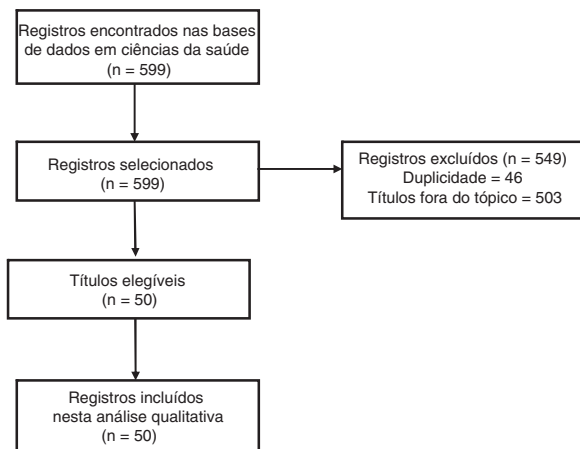 Registros encontrados nas bases
de dados em ciências da saúde
(n = 599)
Registros selecionados
(n = 599)
Registros excluídos (n = 549)
Duplicidade = 46
Títulos fora do tópico = 503
Títulos elegíveis
(n = 50)
Registros incluídos
nesta análise qualitativa
(n = 50)